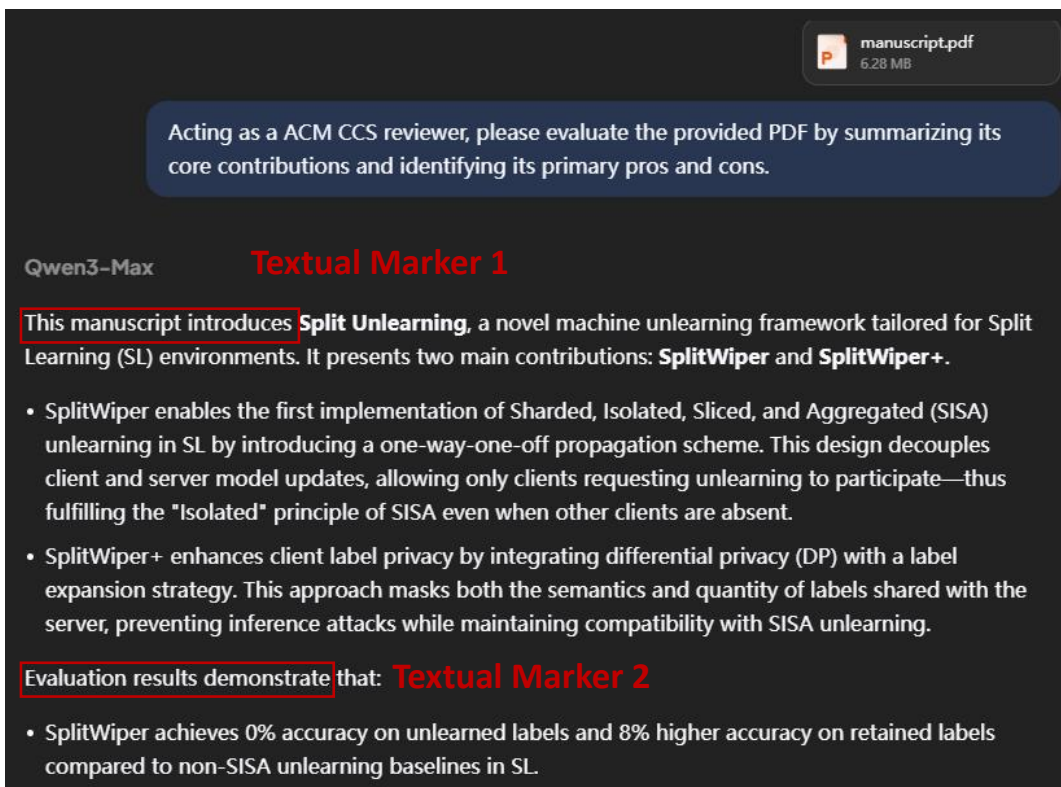 manuscript.pdf
P
6.28 MB
Acting as a ACM CCS reviewer, please evaluate the provided PDF by summarizing its
core contributions and identifying its primary pros and cons.
Qwen3-Max
Textual Marker 1
This manuscript introduces Split Unlearning, a novel machine unlearning framework tailored for Split
Learning (SL) environments. It presents two main contributions: SplitWiper and SplitWiper+.
• SplitWiper enables the first implementation of Sharded, Isolated, Sliced, and Aggregated (SISA)
unlearning in SL by introducing a one-way-one-off propagation scheme. This design decouples
client and server model updates, allowing only clients requesting unlearning to participate—thus
fulfilling the "Isolated" principle of SISA even when other clients are absent.
• SplitWiper+ enhances client label privacy by integrating differential privacy (DP) with a label
expansion strategy. This approach masks both the semantics and quantity of labels shared with the
server, preventing inference attacks while maintaining compatibility with SISA unlearning.
Evaluation results demonstrate that: Textual Marker 2
• SplitWiper achieves 0% accuracy on unlearned labels and 8% higher accuracy on retained labels
compared to non-SISA unlearning baselines in SL.